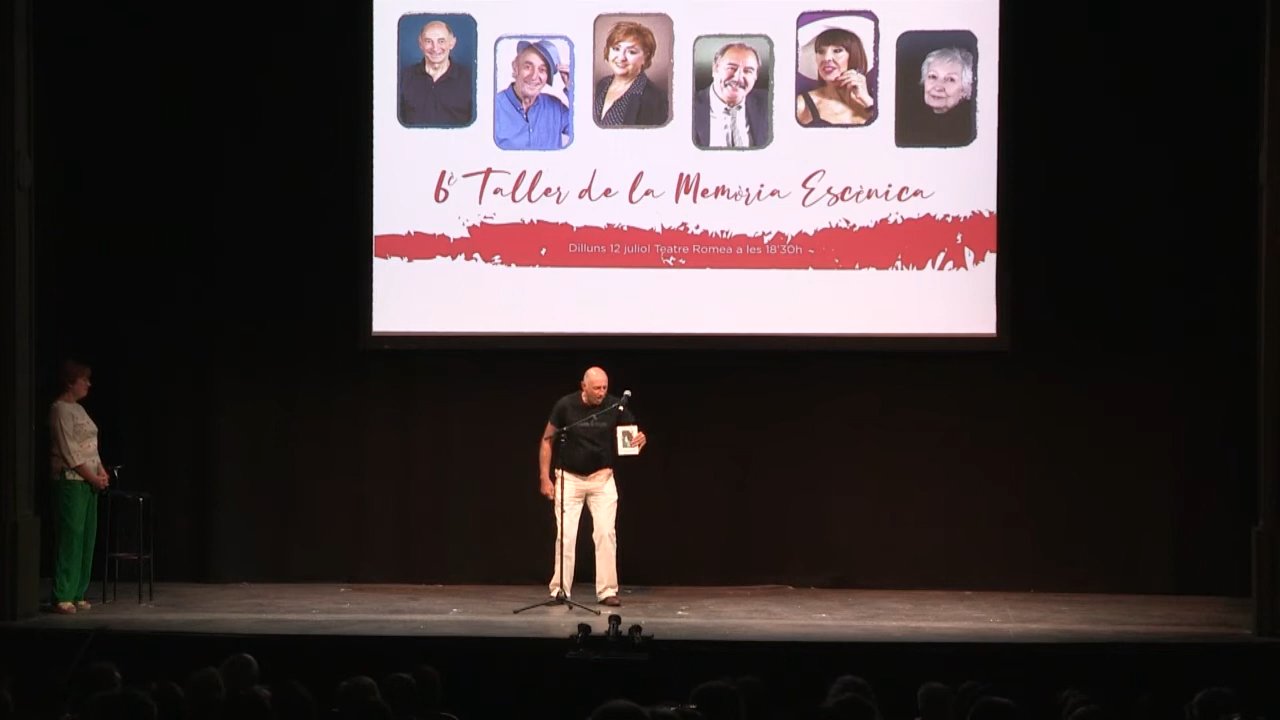 6è Taller de la Memòria Escènica
Dilluns 12 juliol Teatre Romea a les 18'30h